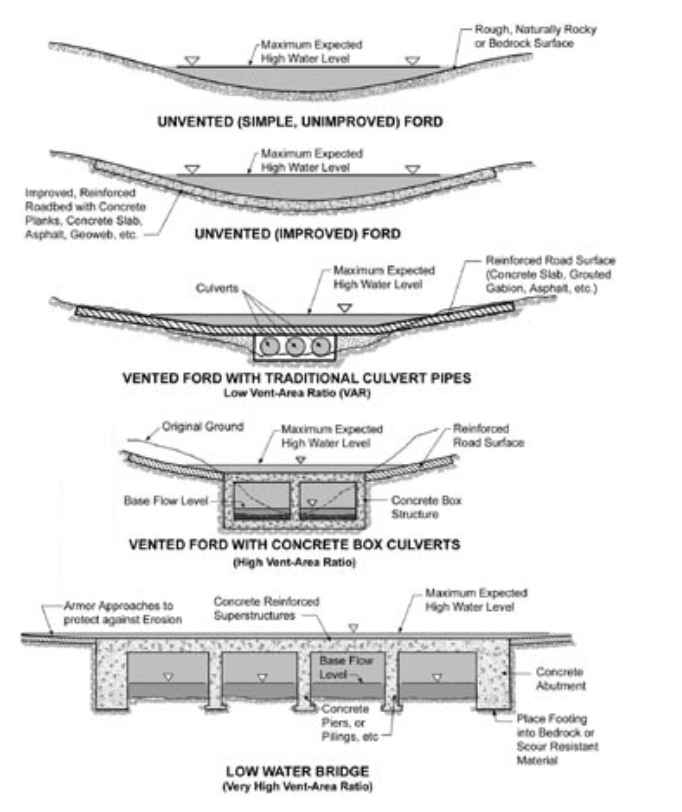 Maximum Expected
High Water Level
Rough, Naturally Rocky
or Bedrock Surface
UNVENTED (SIMPLE, UNIMPROVED) FORD
Maximum Expected
High Water Level
Improved, Reinforced
Roadbed with Concrete
Planks, Concrete Slab,
Asphalt, Geoweb, etc.
UNVENTED (IMPROVED) FORD
Culverts
Maximum Expected
High Water Level
Reinforced Road Surface
(Concrete Slab, Grouted
Gabion, Asphalt, etc.)
VENTED FORD WITH TRADITIONAL CULVERT PIPES
Low Vent-Area Ratio (VAR)
Original Ground
Maximum Expected
High Water Level
Reinforced
Road Surface
Base Flow Level
Concrete Box
Structure
VENTED FORD WITH CONCRETE BOX CULVERTS
(High Vent-Area Ratio)
Armor Approaches to
protect against Erosion
Concrete Reinforced
Superstructures
Maximum Expected
High Water Level
Base Flow
Level
Concrete
Piers, or
Pilings, etc
Concrete
Abutment
Place Footing
into Bedrock or
Scour Resistant
Material
LOW WATER BRIDGE
(Very High Vent-Area Ratio)